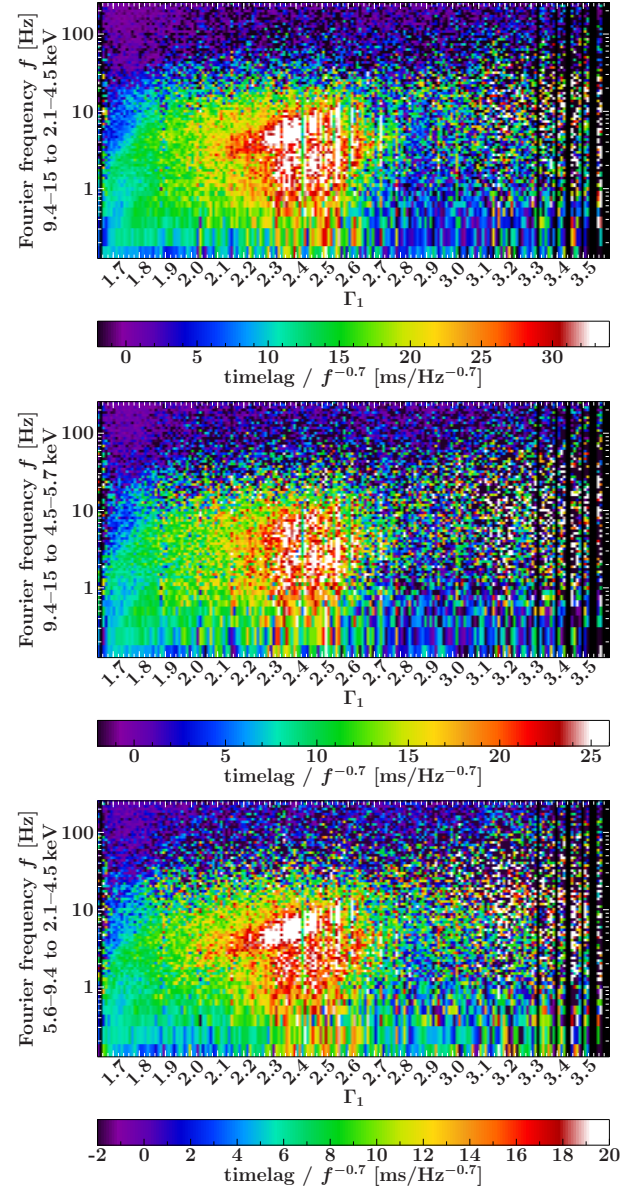 Fourier frequency f [Hz]
9.4–15 to 2.1–4.5 keV
100
10
1
1.7 1.8 1.9 2.0 2.1 2.2 2.3 2.4 2.5 2.6 2.7 2.8 2.9 3.0 3.1 3.2 3.3 3.4 3.5
Γ1
0 5 10 15 20 25 30
timelag / f^−0.7 [ms/Hz^−0.7]
Fourier frequency f [Hz]
9.4–15 to 4.5–5.7 keV
100
10
1
1.7 1.8 1.9 2.0 2.1 2.2 2.3 2.4 2.5 2.6 2.7 2.8 2.9 3.0 3.1 3.2 3.3 3.4 3.5
Γ1
0 5 10 15 20 25
timelag / f^−0.7 [ms/Hz^−0.7]
Fourier frequency f [Hz]
5.6–9.4 to 2.1–4.5 keV
100
10
1
1.7 1.8 1.9 2.0 2.1 2.2 2.3 2.4 2.5 2.6 2.7 2.8 2.9 3.0 3.1 3.2 3.3 3.4 3.5
Γ1
-2 0 2 4 6 8 10 12 14 16 18 20
timelag / f^−0.7 [ms/Hz^−0.7]